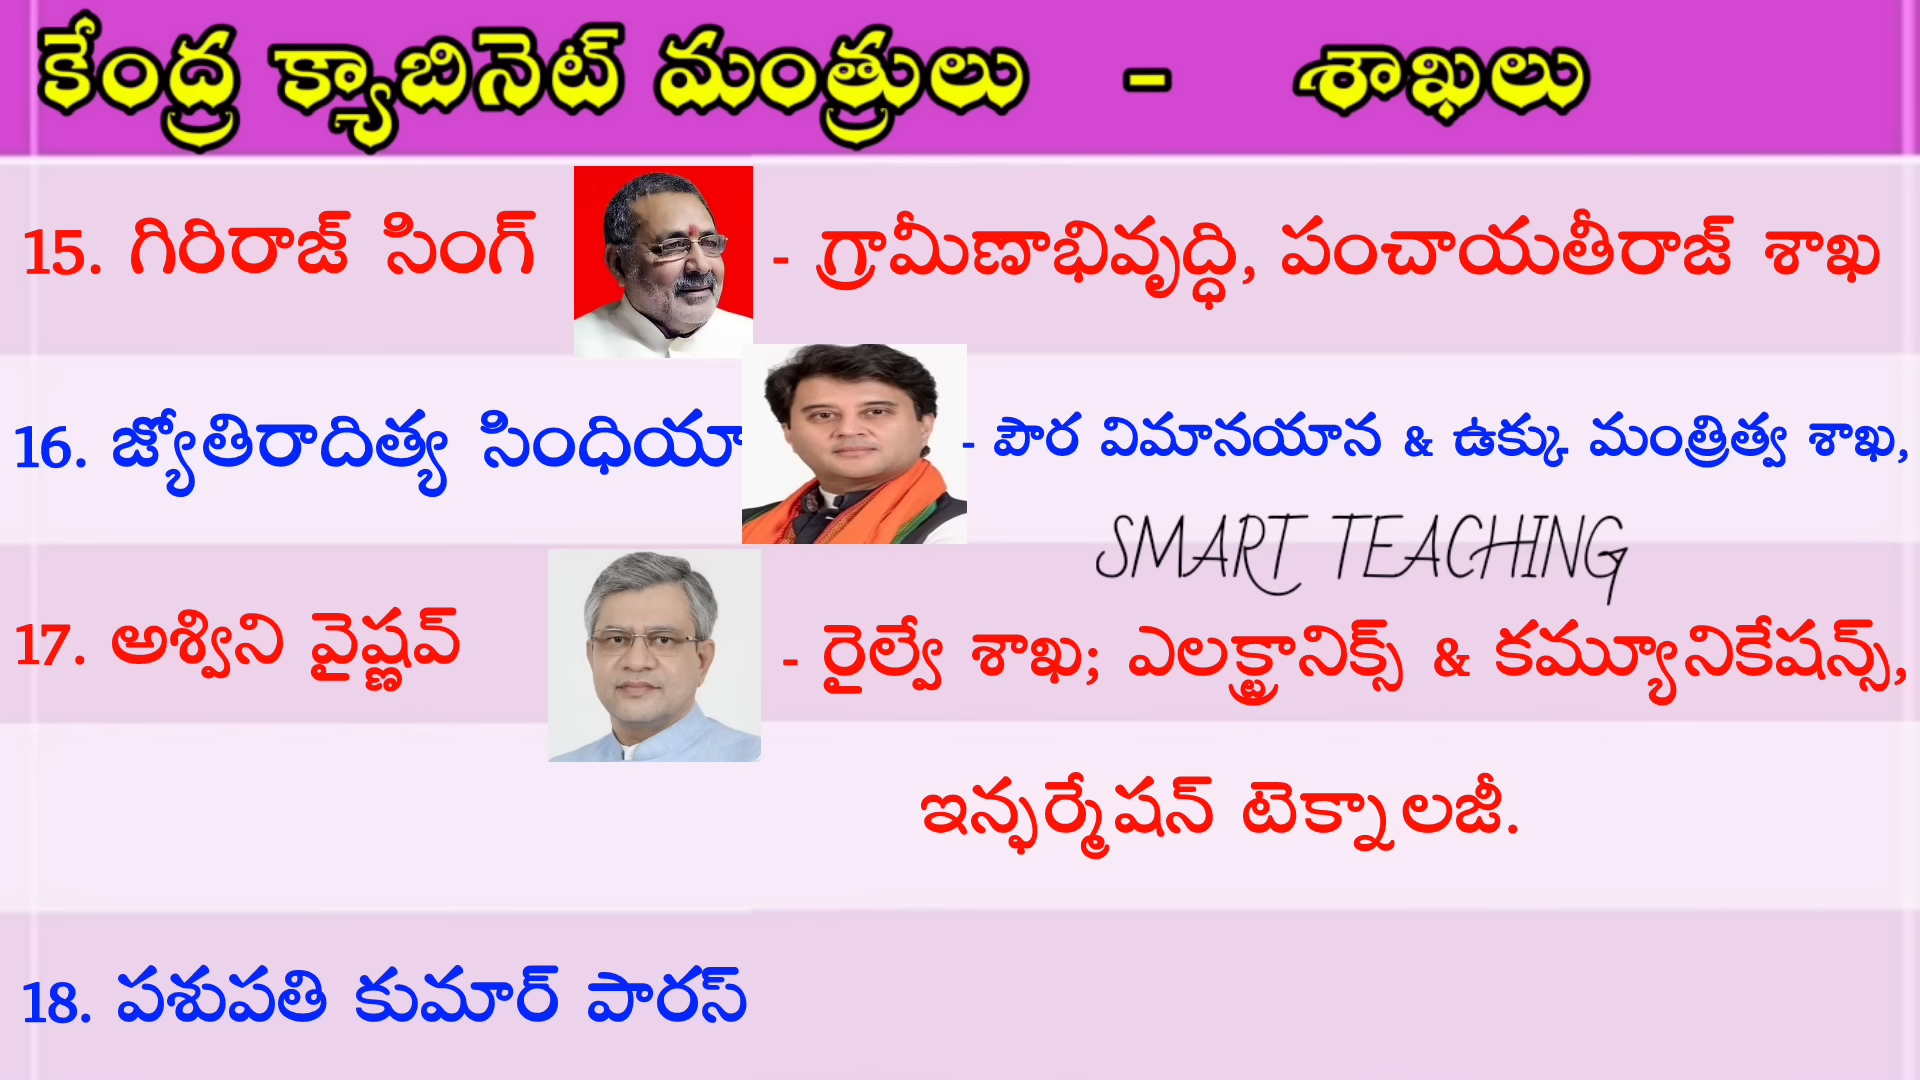 కేంద్ర క్యాబినెట్ మంత్రులు - శాఖలు
15. గిరిరాజ్ సింగ్ - గ్రామీణాభివృద్ధి, పంచాయతీరాజ్ శాఖ
16. జ్యోతిరాదిత్య సింధియా - పౌర విమానయాన & ఉక్కు మంత్రిత్వ శాఖ,
SMART TEACHING
17. అశ్విని వైష్ణవ్ - రైల్వే శాఖ; ఎలక్ట్రానిక్స్ & కమ్యూనికేషన్స్,
ఇన్ఫర్మేషన్ టెక్నాలజీ.
18. పశుపతి కుమార్ పారస్